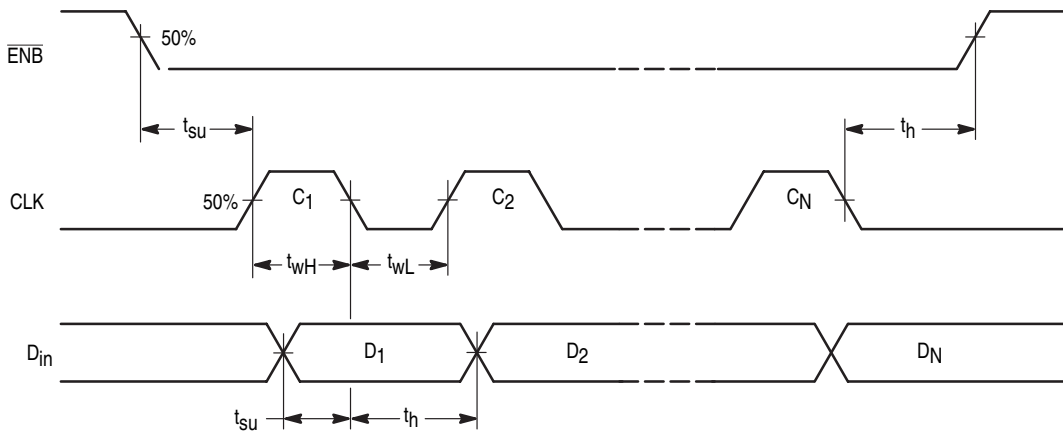 50%
ENB
tsu
th
CLK
50%
C1
C2
CN
twH
twL
Din
D1
D2
DN
tsu
th